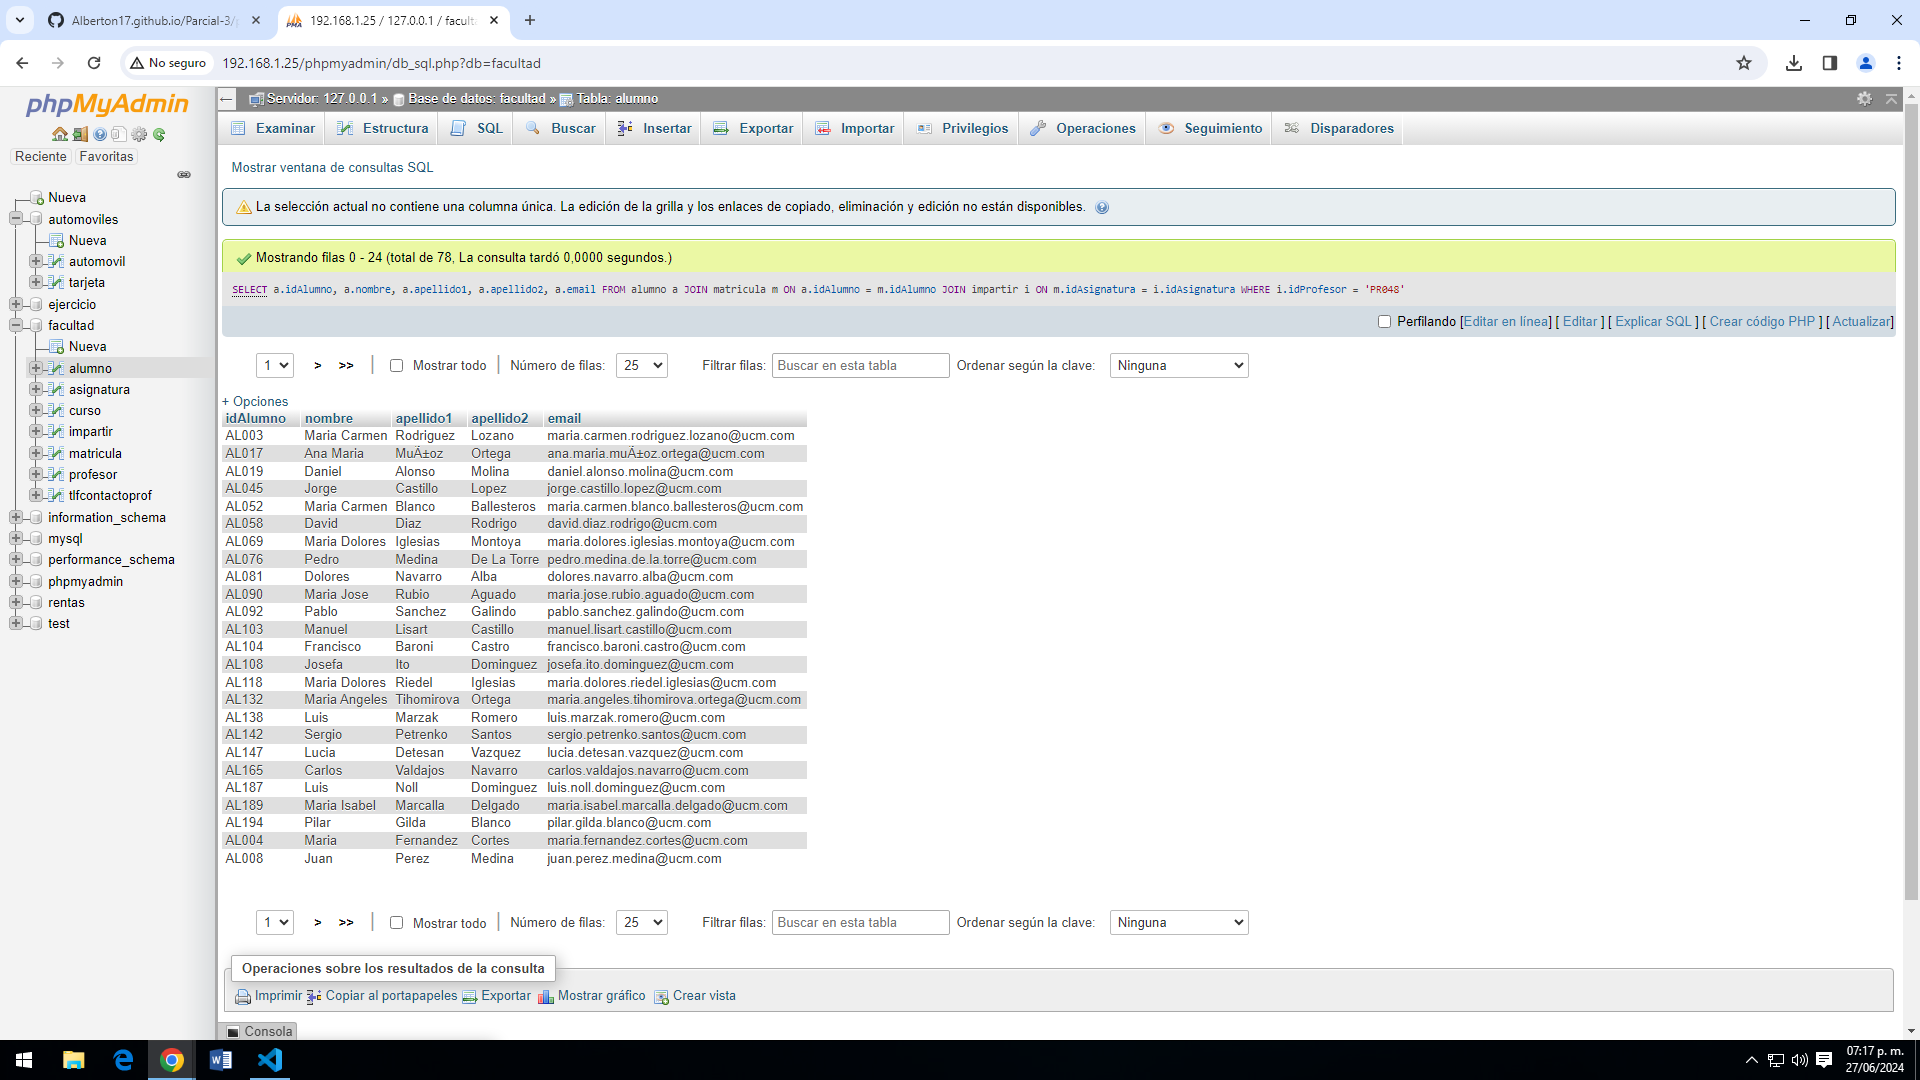 Alberton17.github.io/Parcial-3/p
192.168.1.25 / 127.0.0.1 / faculta
No seguro
192.168.1.25/phpmyadmin/db_sql.php?db=facultad
phpMyAdmin
Reciente Favoritas
Nueva
automoviles
Nueva
automovil
tarjeta
ejercicio
facultad
Nueva
alumno
asignatura
curso
impartir
matricula
profesor
tlfcontactoprof
information_schema
mysql
performance_schema
phpmyadmin
rentas
test
Servidor: 127.0.0.1 » Base de datos: facultad » Tabla: alumno
Examinar Estructura SQL Buscar Insertar Exportar Importar Privilegios Operaciones Seguimiento Disparadores
Mostrar ventana de consultas SQL
La selección actual no contiene una columna única. La edición de la grilla y los enlaces de copiado, eliminación y edición no están disponibles.
Mostrando filas 0 - 24 (total de 78, La consulta tardó 0,0000 segundos.)
SELECT a.idAlumno, a.nombre, a.apellido1, a.apellido2, a.email FROM alumno a JOIN matricula m ON a.idAlumno = m.idAlumno JOIN impartir i ON m.idAsignatura = i.idAsignatura WHERE i.idProfesor = 'PR048'
Perfilando [Editar en línea] [ Editar ] [ Explicar SQL ] [ Crear código PHP ] [ Actualizar]
1 > >> | Mostrar todo | Número de filas: 25 Filtrar filas: Buscar en esta tabla Ordenar según la clave: Ninguna
+ Opciones
idAlumno nombre apellido1 apellido2 email
AL003 Maria Carmen Rodriguez Lozano maria.carmen.rodriguez.lozano@ucm.com
AL017 Ana Maria MuÄ±oz Ortega ana.maria.muÄ±oz.ortega@ucm.com
AL019 Daniel Alonso Molina daniel.alonso.molina@ucm.com
AL045 Jorge Castillo Lopez jorge.castillo.lopez@ucm.com
AL052 Maria Carmen Blanco Ballesteros maria.carmen.blanco.ballesteros@ucm.com
AL058 David Diaz Rodrigo david.diaz.rodrigo@ucm.com
AL069 Maria Dolores Iglesias Montoya maria.dolores.iglesias.montoya@ucm.com
AL076 Pedro Medina De La Torre pedro.medina.de.la.torre@ucm.com
AL081 Dolores Navarro Alba dolores.navarro.alba@ucm.com
AL090 Maria Jose Rubio Aguado maria.jose.rubio.aguado@ucm.com
AL092 Pablo Sanchez Galindo pablo.sanchez.galindo@ucm.com
AL103 Manuel Lisart Castillo manuel.lisart.castillo@ucm.com
AL104 Francisco Baroni Castro francisco.baroni.castro@ucm.com
AL108 Josefa Ito Dominguez josefa.ito.dominguez@ucm.com
AL118 Maria Dolores Riedel Iglesias maria.dolores.riedel.iglesias@ucm.com
AL132 Maria Angeles Tihomirova Ortega maria.angeles.tihomirova.ortega@ucm.com
AL138 Luis Marzak Romero luis.marzak.romero@ucm.com
AL142 Sergio Petrenko Santos sergio.petrenko.santos@ucm.com
AL147 Lucia Detesan Vazquez lucia.detesan.vazquez@ucm.com
AL165 Carlos Valdajos Navarro carlos.valdajos.navarro@ucm.com
AL187 Luis Noll Dominguez luis.noll.dominguez@ucm.com
AL189 Maria Isabel Marcalla Delgado maria.isabel.marcalla.delgado@ucm.com
AL194 Pilar Gilda Blanco pilar.gilda.blanco@ucm.com
AL004 Maria Fernandez Cortes maria.fernandez.cortes@ucm.com
AL008 Juan Perez Medina juan.perez.medina@ucm.com
1 > >> | Mostrar todo | Número de filas: 25 Filtrar filas: Buscar en esta tabla Ordenar según la clave: Ninguna
Operaciones sobre los resultados de la consulta
Imprimir Copiar al portapapeles Exportar Mostrar gráfico Crear vista
Consola
07:17 p. m.
27/06/2024